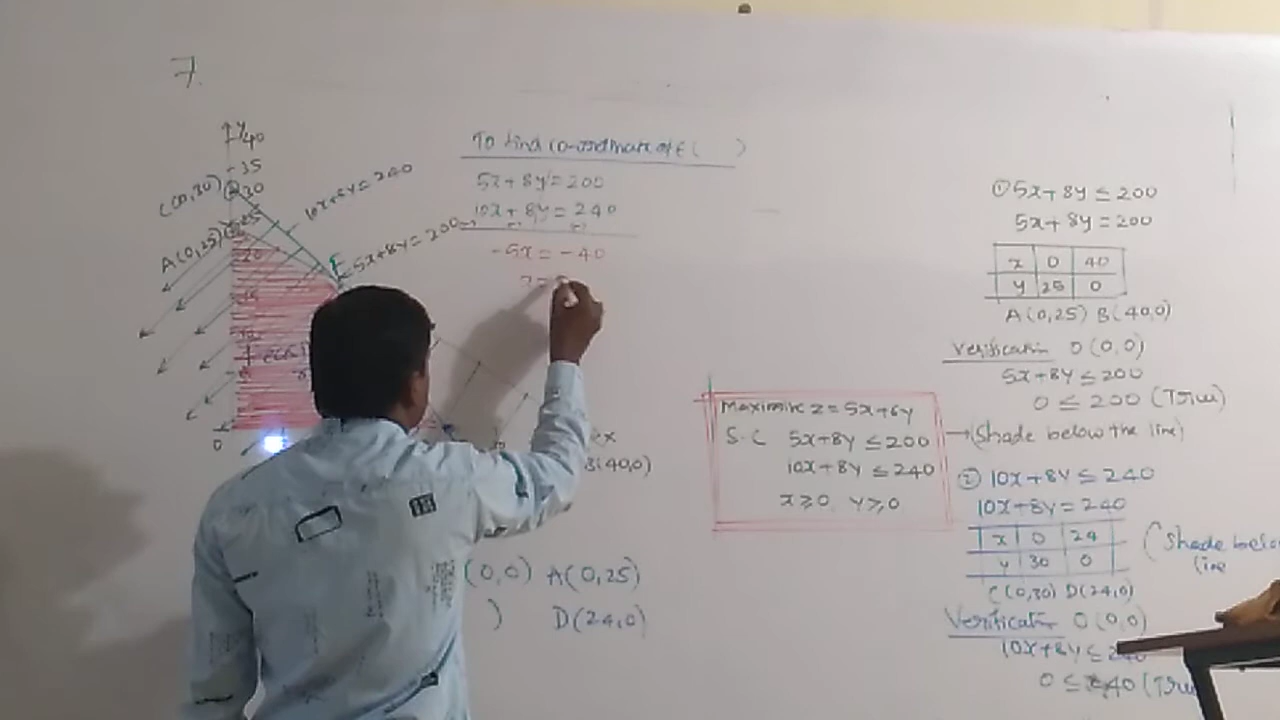 7.
y
40
35
30
C(0,30)
10x+8y=240
25
A(0,25)
5x+8y=200
E
20
0
x
B(40,0)
To find co-ordinate of E( )
5x+8y=200
10x+8y=240
-5x=-40
(0,0) A(0,25)
) D(24,0)
Maximize z=5x+6y
S.C 5x+8y≤200
10x+8y≤240
x≥0, y≥0
(Shade below the line)
① 5x+8y≤200
5x+8y=200
x 0 40
y 25 0
A(0,25) B(40,0)
Verification O(0,0)
5x+8y≤200
0≤200 (True)
② 10x+8y≤240
10x+8y=240
x 0 24
y 30 0
(Shade below
line
C(0,30) D(24,0)
Verification O(0,0)
10x+8y≤240
0≤240 (True